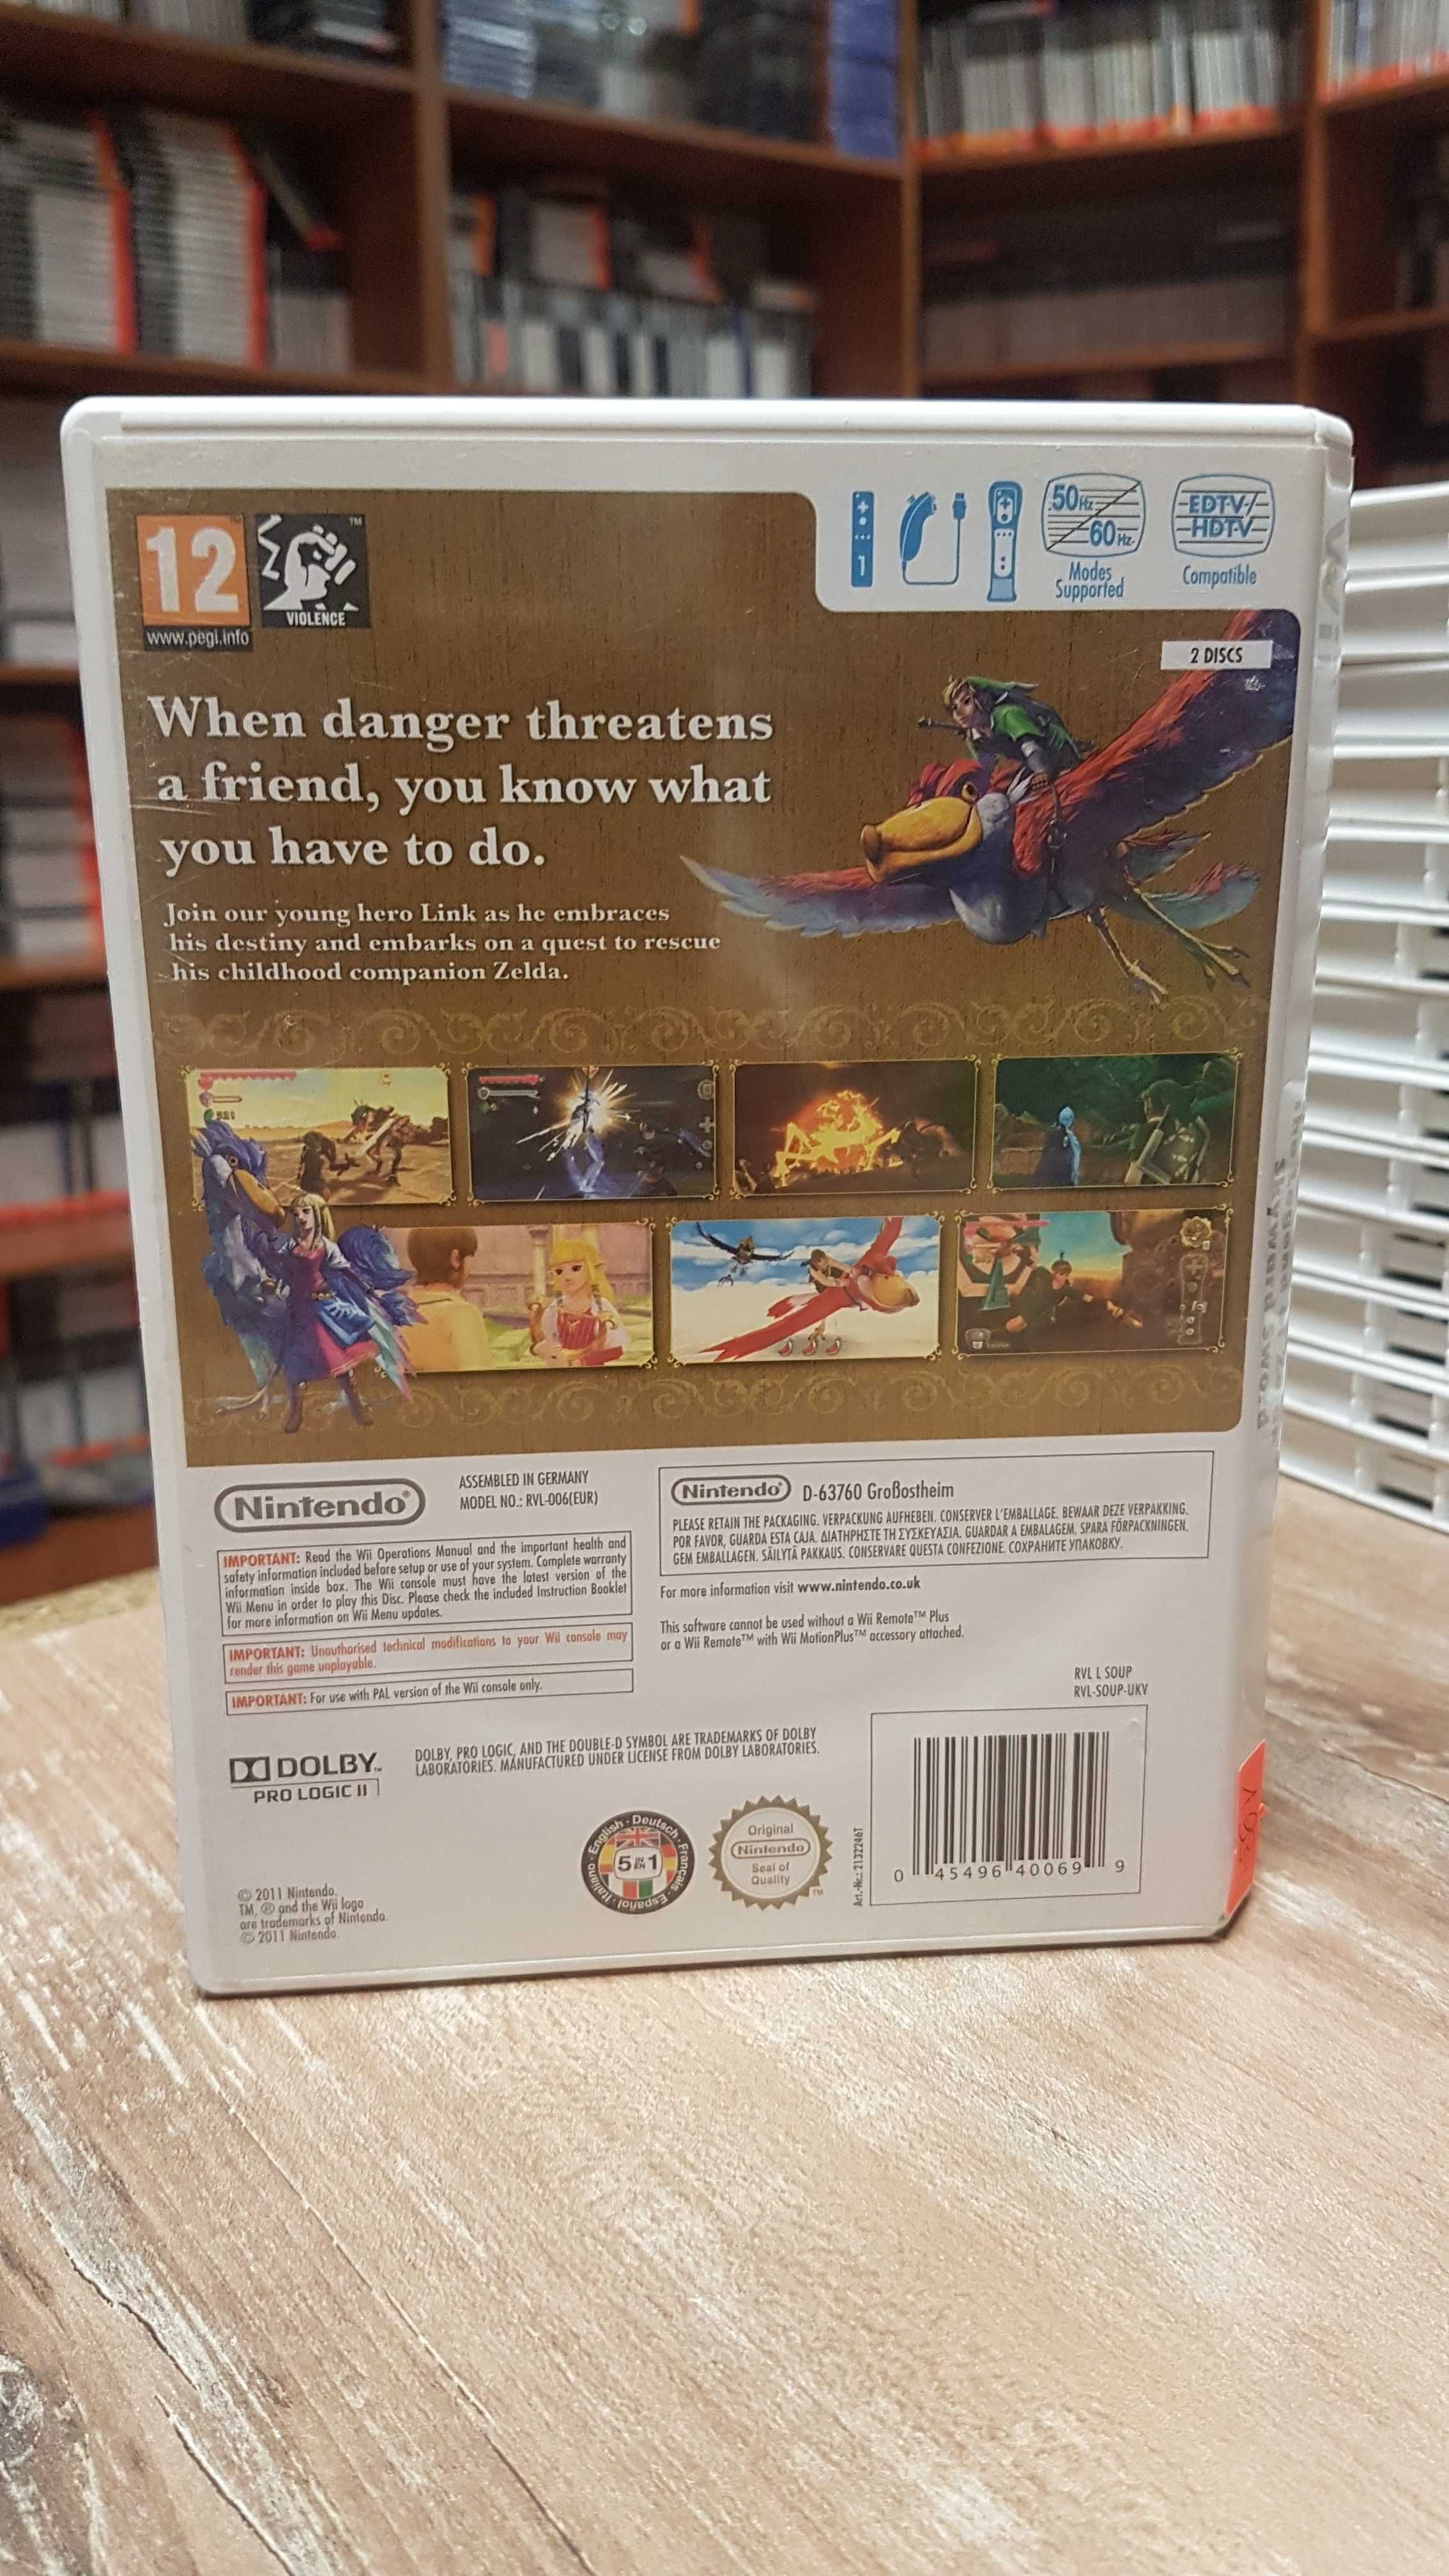 12
www.pegi.info
VIOLENCE
TM
1
50Hz
60Hz
Modes
Supported
EDTV/
HDTV
Compatible
2 DISCS
When danger threatens
a friend, you know what
you have to do.
Join our young hero Link as he embraces
his destiny and embarks on a quest to rescue
his childhood companion Zelda.
Nintendo®
ASSEMBLED IN GERMANY
MODEL NO.: RVL-006(EUR)
IMPORTANT: Read the Wii Operations Manual and the important health and
safety information included before setup or use of your system. Complete warranty
information inside box. The Wii console must have the latest version of the
Wii Menu in order to play this Disc. Please check the included Instruction Booklet
for more information on Wii Menu updates.
IMPORTANT: Unauthorised technical modifications to your Wii console may
render this game unplayable.
IMPORTANT: For use with PAL version of the Wii console only.
Nintendo® D-63760 Großostheim
PLEASE RETAIN THE PACKAGING. VERPACKUNG AUFHEBEN. CONSERVER L'EMBALLAGE. BEWAAR DEZE VERPAKKING.
POR FAVOR, GUARDA ESTA CAJA. ΔΙΑΤΗΡΗΣΤΕ ΤΗ ΣΥΣΚΕΥΑΣΙΑ. GUARDAR A EMBALAGEM. SPARA FÖRPACKNINGEN.
GEM EMBALLAGEN. SÄILYTÄ PAKKAUS. CONSERVARE QUESTA CONFEZIONE. СОХРАНИТЕ УПАКОВКУ.
For more information visit www.nintendo.co.uk
This software cannot be used without a Wii Remote™ Plus
or a Wii Remote™ with Wii MotionPlus™ accessory attached.
RVL L SOUP
RVL-SOUP-UKV
DOLBY™
PRO LOGIC II
DOLBY, PRO LOGIC, AND THE DOUBLE-D SYMBOL ARE TRADEMARKS OF DOLBY
LABORATORIES. MANUFACTURED UNDER LICENSE FROM DOLBY LABORATORIES.
English · Deutsch · Français · Español · Italiano
5 IN 1
Original
Nintendo
Seal of
Quality
TM
Art.-Nr.: 2132246T
0 45496 40069 9
© 2011 Nintendo.
TM, ® and the Wii logo
are trademarks of Nintendo.
© 2011 Nintendo.